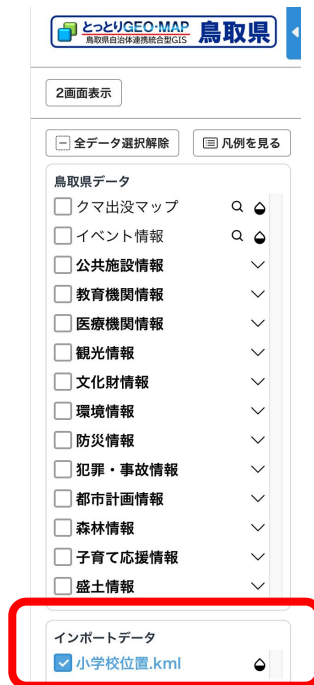 とっとりGEO·MAP
鳥取県自治体連携統合型GIS
鳥取県
2画面表示
全データ選択解除
凡例を見る
鳥取県データ
クマ出没マップ
イベント情報
公共施設情報
教育機関情報
医療機関情報
観光情報
文化財情報
環境情報
防災情報
犯罪・事故情報
都市計画情報
森林情報
子育て応援情報
盛土情報
インポートデータ
小学校位置.kml